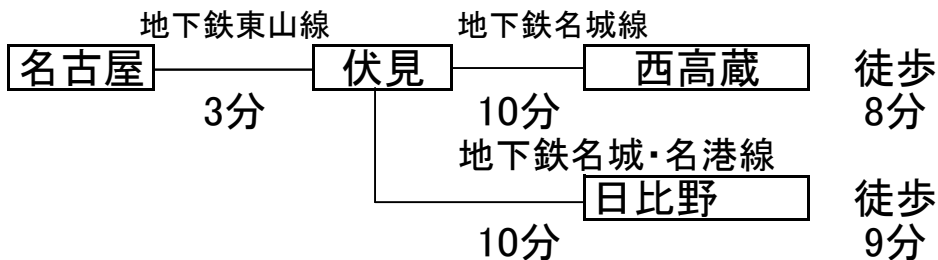 地下鉄東山線 地下鉄名城線
名古屋 伏見 西高蔵 徒歩
3分 10分 8分
地下鉄名城・名港線
日比野 徒歩
10分 9分